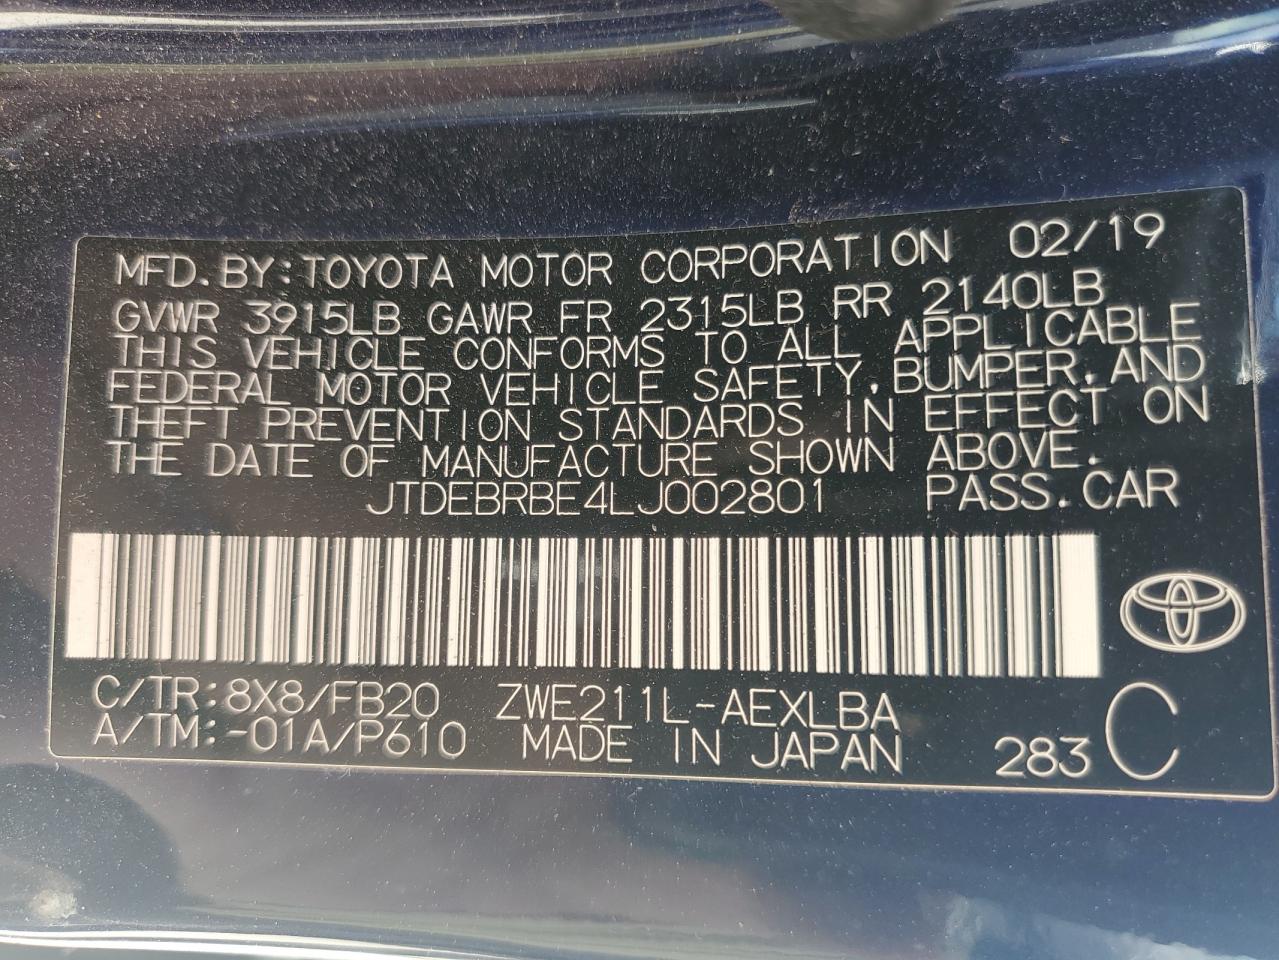 MFD.BY:TOYOTA MOTOR CORPORATION 02/19
GVWR 3915LB GAWR FR 2315LB RR 2140LB
THIS VEHICLE CONFORMS TO ALL APPLICABLE
FEDERAL MOTOR VEHICLE SAFETY,BUMPER,AND
THEFT PREVENTION STANDARDS IN EFFECT ON
THE DATE OF MANUFACTURE SHOWN ABOVE.
JTDEBRBE4LJ002801 PASS.CAR
C/TR:8X8/FB20 ZWE211L-AEXLBA C
A/TM:-01A/P610 MADE IN JAPAN 283